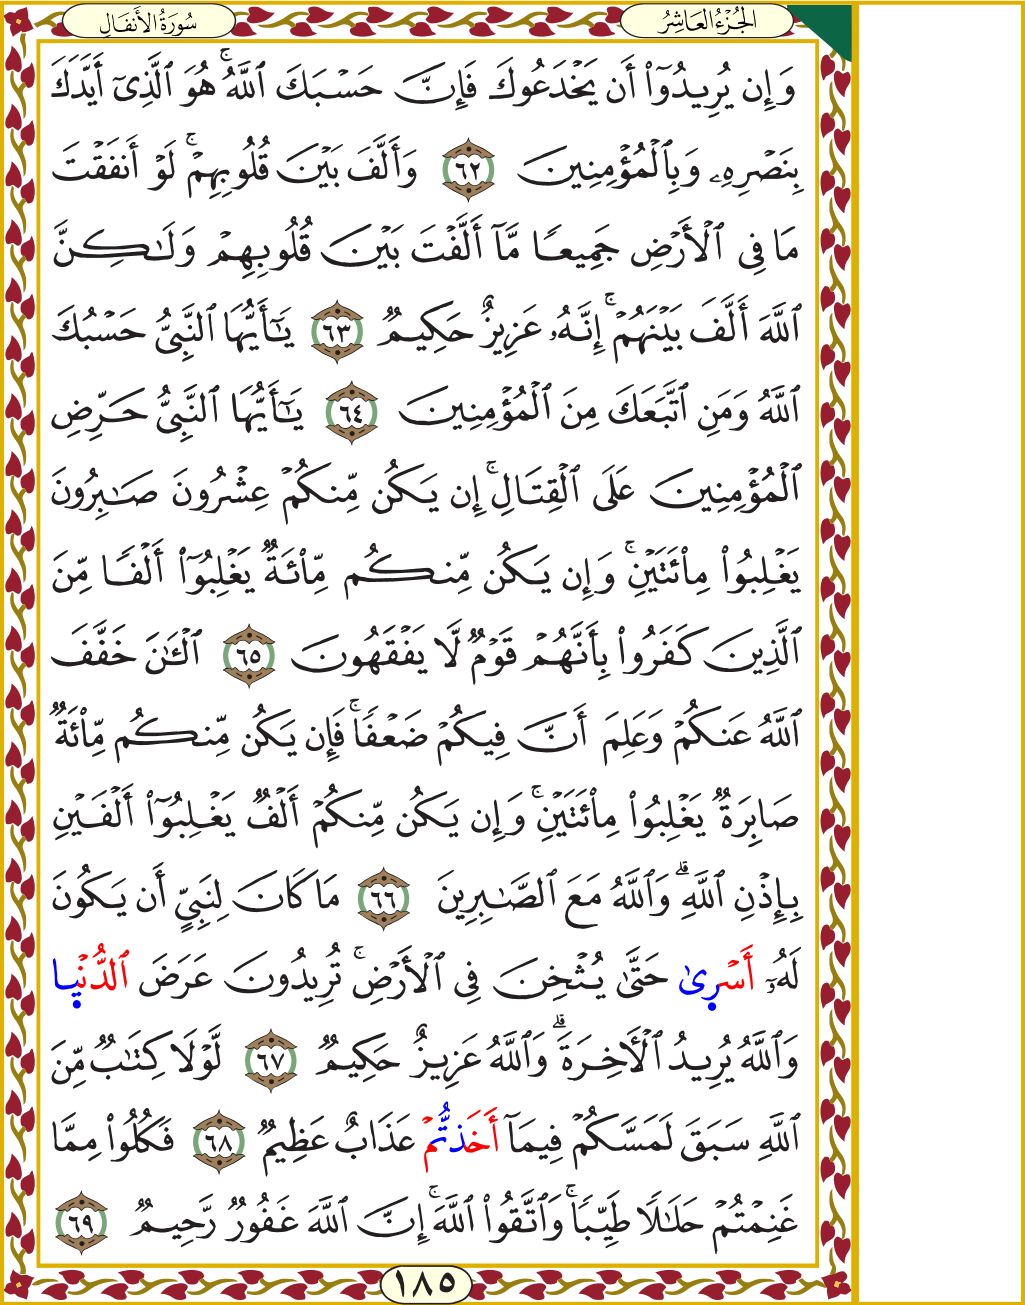 الجُزْءُ العَاشِرُ
سُورَةُ الأَنفَالِ
وَإِن يُرِيدُوٓا۟ أَن يَخْدَعُوكَ فَإِنَّ حَسْبَكَ ٱللَّهُ ۚ هُوَ ٱلَّذِىٓ أَيَّدَكَ
بِنَصْرِهِۦ وَبِٱلْمُؤْمِنِينَ ٦٢ وَأَلَّفَ بَيْنَ قُلُوبِهِمْ ۚ لَوْ أَنفَقْتَ
مَا فِى ٱلْأَرْضِ جَمِيعًا مَّآ أَلَّفْتَ بَيْنَ قُلُوبِهِمْ وَلَـٰكِنَّ
ٱللَّهَ أَلَّفَ بَيْنَهُمْ ۚ إِنَّهُۥ عَزِيزٌ حَكِيمٌ ٦٣ يَـٰٓأَيُّهَا ٱلنَّبِىُّ حَسْبُكَ
ٱللَّهُ وَمَنِ ٱتَّبَعَكَ مِنَ ٱلْمُؤْمِنِينَ ٦٤ يَـٰٓأَيُّهَا ٱلنَّبِىُّ حَرِّضِ
ٱلْمُؤْمِنِينَ عَلَى ٱلْقِتَالِ ۚ إِن يَكُن مِّنكُمْ عِشْرُونَ صَـٰبِرُونَ
يَغْلِبُوا۟ مِا۟ئَتَيْنِ ۚ وَإِن يَكُن مِّنكُم مِّا۟ئَةٌ يَغْلِبُوٓا۟ أَلْفًا مِّنَ
ٱلَّذِينَ كَفَرُوا۟ بِأَنَّهُمْ قَوْمٌ لَّا يَفْقَهُونَ ٦٥ ٱلْـَٔـٰنَ خَفَّفَ
ٱللَّهُ عَنكُمْ وَعَلِمَ أَنَّ فِيكُمْ ضَعْفًا ۚ فَإِن يَكُن مِّنكُم مِّا۟ئَةٌ
صَابِرَةٌ يَغْلِبُوا۟ مِا۟ئَتَيْنِ ۚ وَإِن يَكُن مِّنكُمْ أَلْفٌ يَغْلِبُوٓا۟ أَلْفَيْنِ
بِإِذْنِ ٱللَّهِ ۗ وَٱللَّهُ مَعَ ٱلصَّـٰبِرِينَ ٦٦ مَا كَانَ لِنَبِىٍّ أَن يَكُونَ
لَهُۥٓ أَسْرِىٰ حَتَّىٰ يُثْخِنَ فِى ٱلْأَرْضِ ۚ تُرِيدُونَ عَرَضَ ٱلدُّنْيِا
وَٱللَّهُ يُرِيدُ ٱلْـَٔاخِرَةَ ۗ وَٱللَّهُ عَزِيزٌ حَكِيمٌ ٦٧ لَّوْلَا كِتَـٰبٌ مِّنَ
ٱللَّهِ سَبَقَ لَمَسَّكُمْ فِيمَآ أَخَذتُّمُۥ عَذَابٌ عَظِيمٌ ٦٨ فَكُلُوا۟ مِمَّا
غَنِمْتُمْ حَلَـٰلًا طَيِّبًا ۚ وَٱتَّقُوا۟ ٱللَّهَ ۚ إِنَّ ٱللَّهَ غَفُورٌ رَّحِيمٌ ٦٩
١٨٥